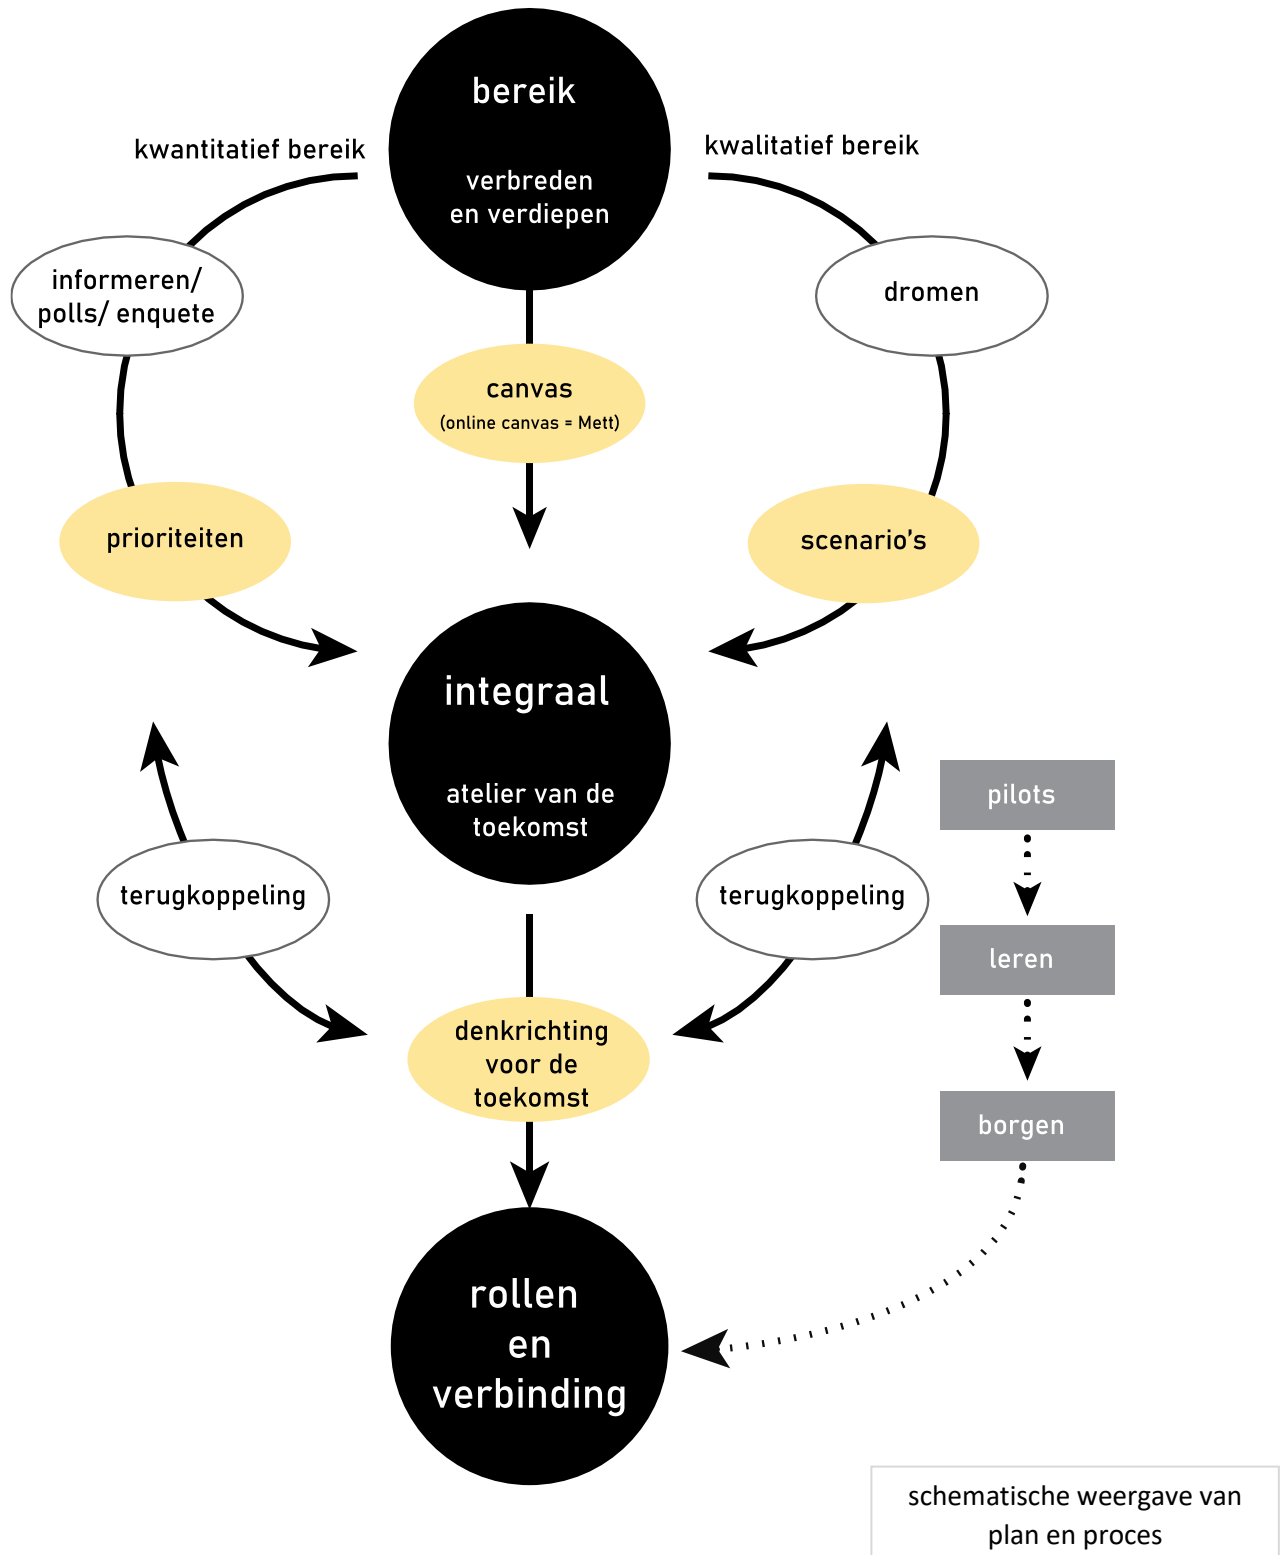 bereik
verbreden
en verdiepen
kwantitatief bereik
kwalitatief bereik
informeren/
polls/ enquete
dromen
canvas
(online canvas = Mett)
prioriteiten
scenario's
integraal
atelier van de
toekomst
pilots
terugkoppeling
terugkoppeling
leren
denkrichting
voor de
toekomst
borgen
rollen
en
verbinding
schematische weergave van
plan en proces